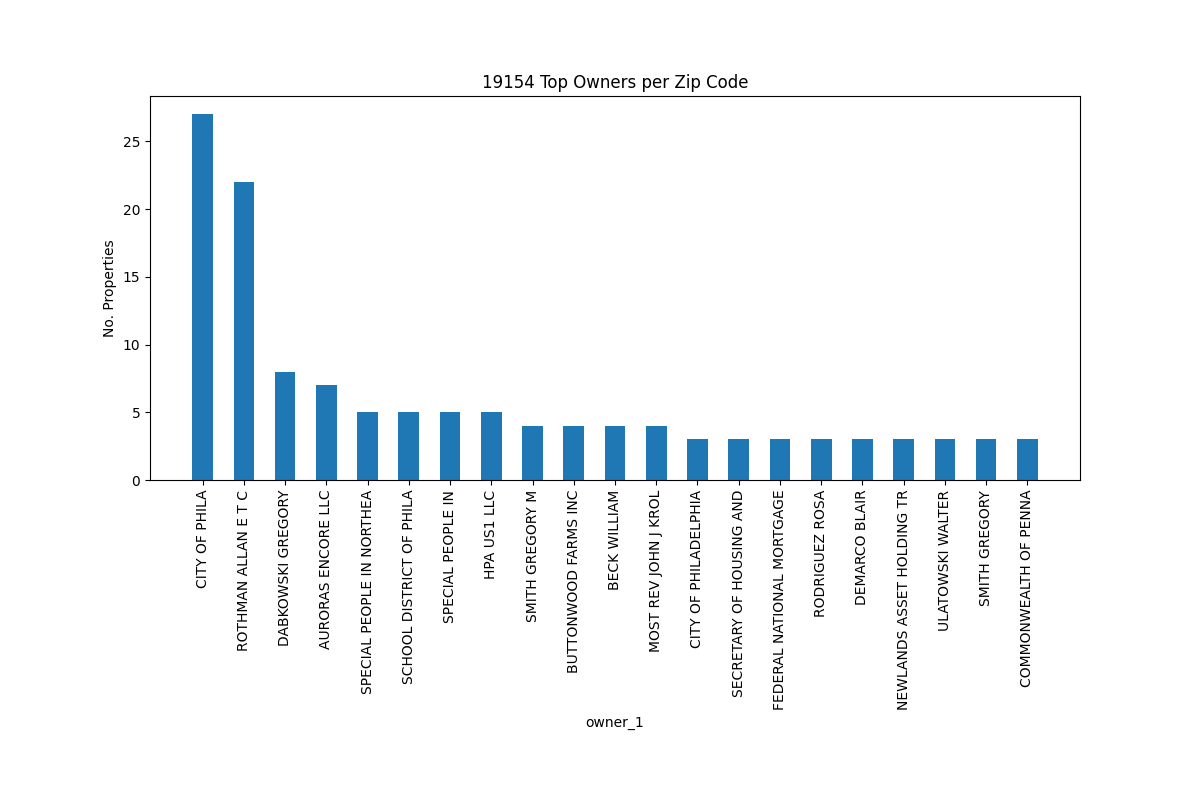 19154 Top Owners per Zip Code
No. Properties
25
20
15
10
5
0
CITY OF PHILA
ROTHMAN ALLAN E T C
DABKOWSKI GREGORY
AURORAS ENCORE LLC
SPECIAL PEOPLE IN NORTHEA
SCHOOL DISTRICT OF PHILA
SPECIAL PEOPLE IN
HPA US1 LLC
SMITH GREGORY M
BUTTONWOOD FARMS INC
BECK WILLIAM
MOST REV JOHN J KROL
CITY OF PHILADELPHIA
SECRETARY OF HOUSING AND
FEDERAL NATIONAL MORTGAGE
RODRIGUEZ ROSA
DEMARCO BLAIR
NEWLANDS ASSET HOLDING TR
ULATOWSKI WALTER
SMITH GREGORY
COMMONWEALTH OF PENNA
owner_1